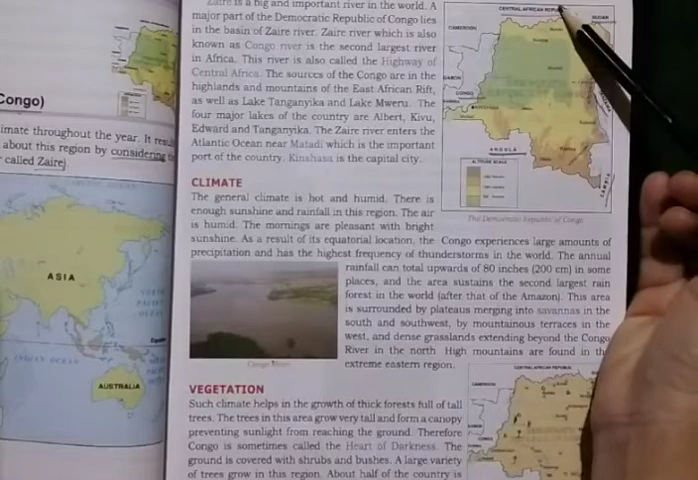 Congo)
imate throughout the year. It
about this region by considering
called Zaire)
ASIA
AUSTRALIA
Zaire is a big and important river in the world. A
major part of the Democratic Republic of Congo lies
in the basin of Zaire river. Zaire river which is also
known as Congo river is the second largest river
in Africa. This river is also called the Highway of
Central Africa. The sources of the Congo are in the
highlands and mountains of the East African Rift,
as well as Lake Tanganyika and Lake Mweru. The
four major lakes of the country are Albert, Kivu,
Edward and Tanganyika. The Zaire river enters the
Atlantic Ocean near Matadi which is the important
port of the country. Kinshasa is the capital city.
CENTRAL AFRICAN
SUDAN
CAMEROON
GABON
CONGO
ANGOLA
ALTITUDE SCALE
The Democratic Republic of Congo
CLIMATE
The general climate is hot and humid. There is
enough sunshine and rainfall in this region. The air
is humid. The mornings are pleasant with bright
sunshine. As a result of its equatorial location, the Congo experiences large amounts of
precipitation and has the highest frequency of thunderstorms in the world. The annual
rainfall can total upwards of 80 inches (200 cm) in some
places, and the area sustains the second largest rain
forest in the world (after that of the Amazon). This area
is surrounded by plateaus merging into savannas in the
south and southwest, by mountainous terraces in the
west, and dense grasslands extending beyond the Congo
River in the north High mountains are found in th
extreme eastern region.
Congo River
VEGETATION
Such climate helps in the growth of thick forests full of tall
trees. The trees in this area grow very tall and form a canopy
preventing sunlight from reaching the ground. Therefore
Congo is sometimes called the Heart of Darkness. The
ground is covered with shrubs and bushes. A large variety
of trees grow in this region. About half of the country is
CENTRAL AFRICAN REPUBLIC
CAMEROON